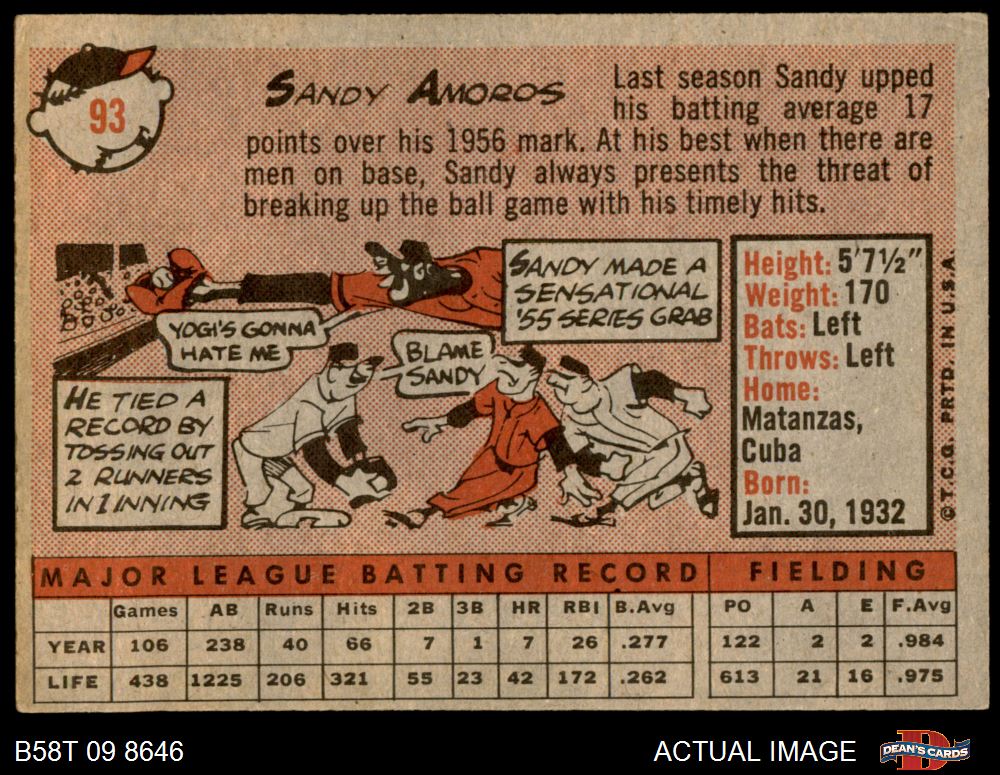 93
SANDY AMOROS
Last season Sandy upped
his batting average 17
points over his 1956 mark. At his best when there are
men on base, Sandy always presents the threat of
breaking up the ball game with his timely hits.
SANDY MADE A
SENSATIONAL
'55 SERIES GRAB
YOGI'S GONNA
HATE ME
BLAME
SANDY
HE TIED A
RECORD BY
TOSSING OUT
2 RUNNERS
IN 1 INNING
Height: 5'7½"
Weight: 170
Bats: Left
Throws: Left
Home:
Matanzas,
Cuba
Born:
Jan. 30, 1932
© T.C.G. PRTD. IN U.S.A.
MAJOR LEAGUE BATTING RECORD FIELDING
Games AB Runs Hits 2B 3B HR RBI B.Avg PO A E F.Avg
YEAR 106 238 40 66 7 1 7 26 .277 122 2 2 .984
LIFE 438 1225 206 321 55 23 42 172 .262 613 21 16 .975
B58T 09 8646 ACTUAL IMAGE DEAN'S CARDS